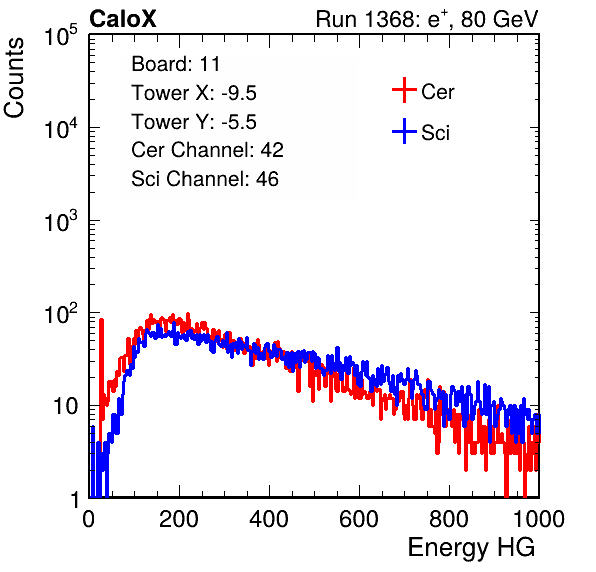 CaloX Run 1368: e⁺, 80 GeV
Counts
10⁵
10⁴
10³
10²
10
1
Board: 11
Tower X: -9.5
Tower Y: -5.5
Cer Channel: 42
Sci Channel: 46
Cer
Sci
0 200 400 600 800 1000
Energy HG